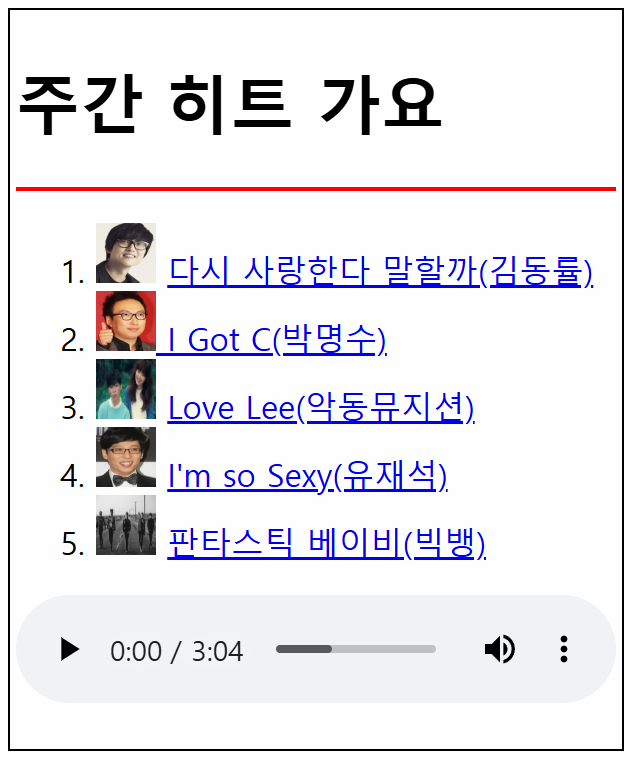 주간 히트 가요
1. 다시 사랑한다 말할까(김동률)
2. I Got C(박명수)
3. Love Lee(악동뮤지션)
4. I'm so Sexy(유재석)
5. 판타스틱 베이비(빅뱅)
0:00 / 3:04